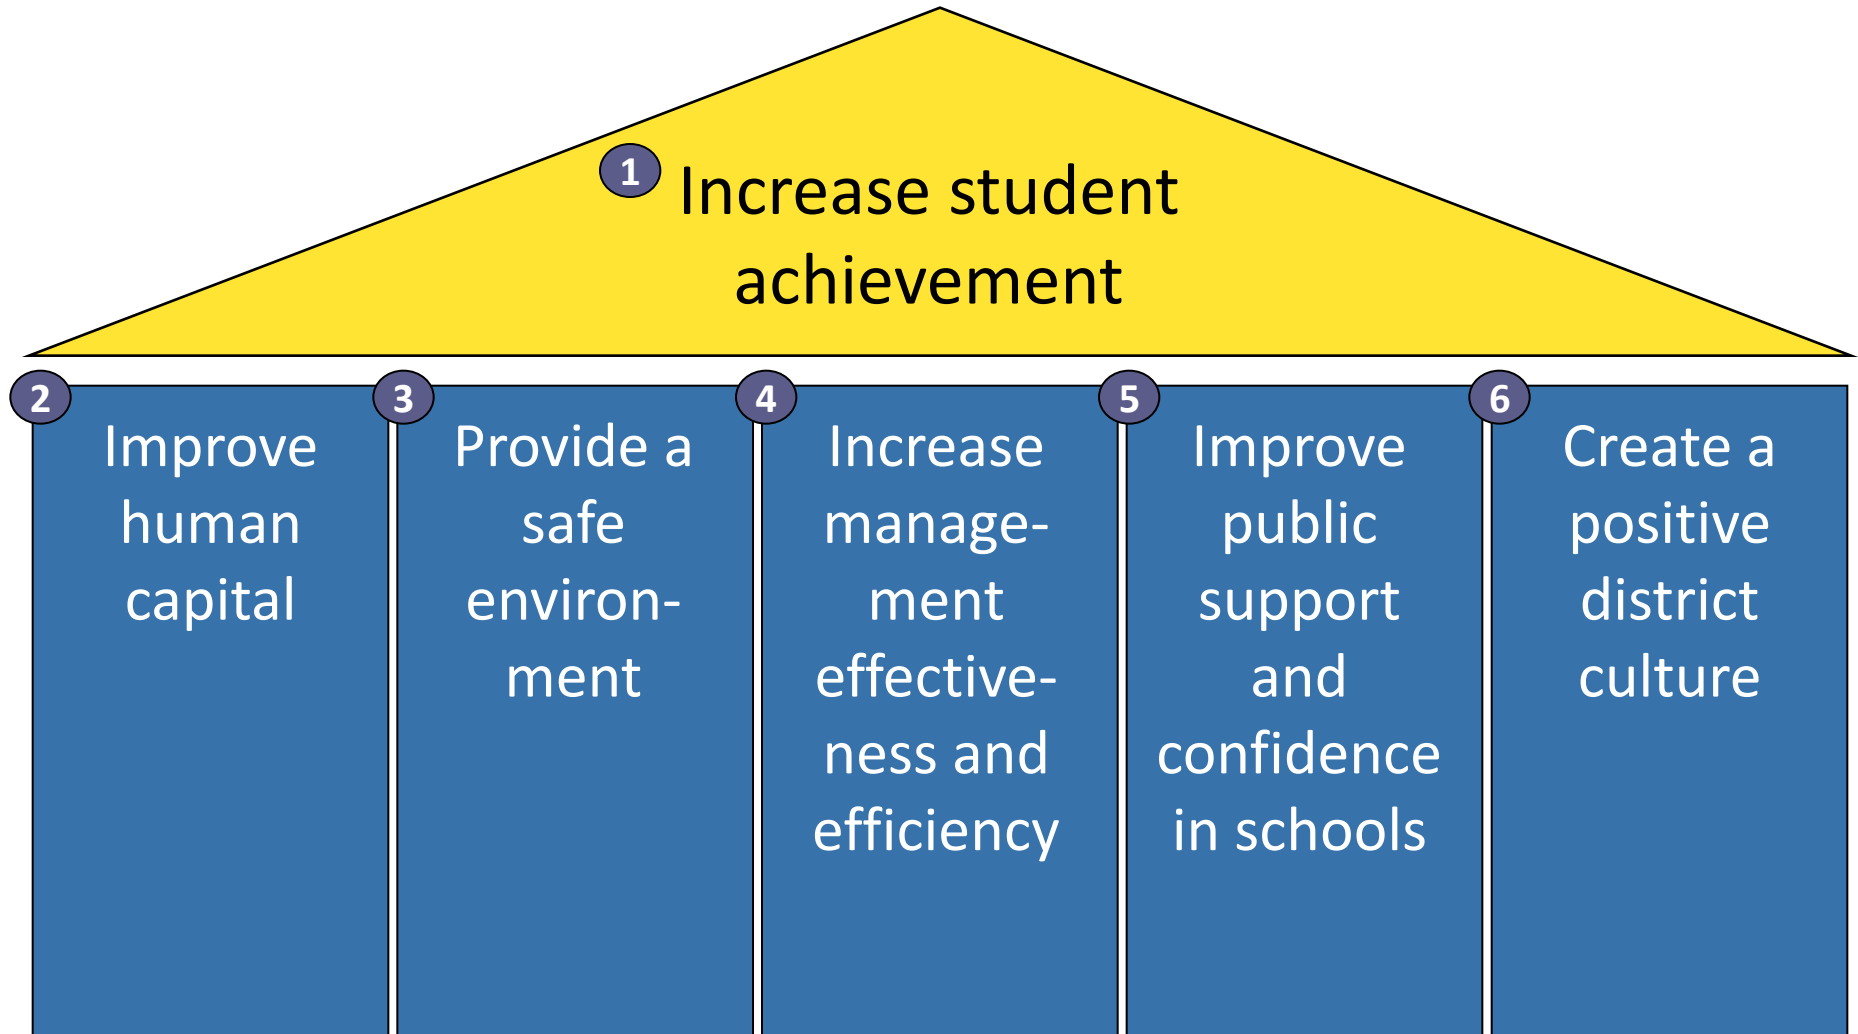 1
Increase student
achievement
2
Improve
human
capital
3
Provide a
safe
environ-
ment
4
Increase
manage-
ment
effective-
ness and
efficiency
5
Improve
public
support
and
confidence
in schools
6
Create a
positive
district
culture